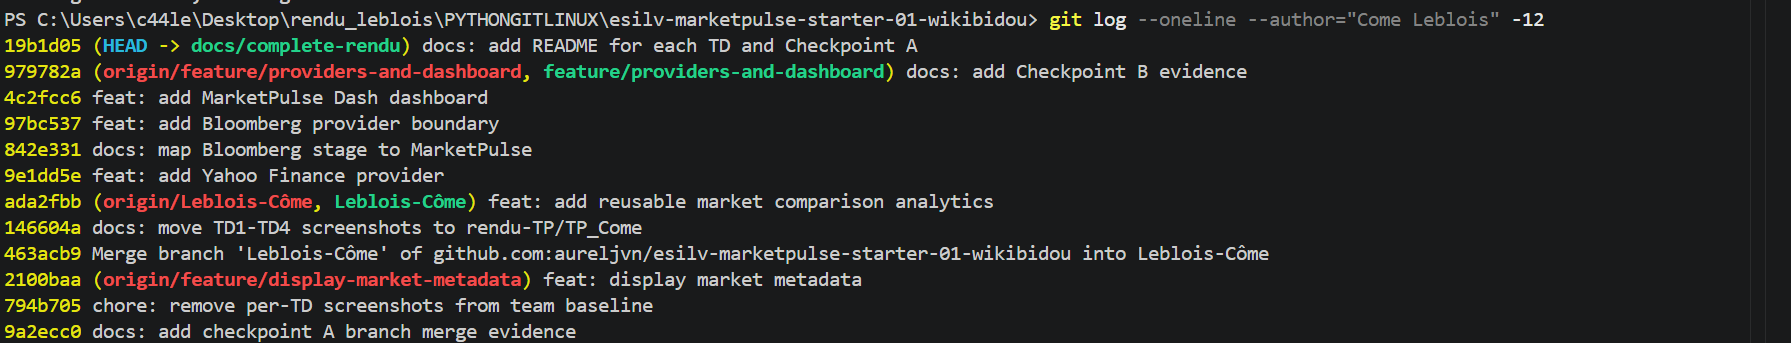 PS C:\Users\c44le\Desktop\rendu_leblois\PYTHONGITLINUX\esilv-marketpulse-starter-01-wikibidou> git log --oneline --author="Come Leblois" -12
19b1d05 (HEAD -> docs/complete-rendu) docs: add README for each TD and Checkpoint A
979782a (origin/feature/providers-and-dashboard, feature/providers-and-dashboard) docs: add Checkpoint B evidence
4c2fcc6 feat: add MarketPulse Dash dashboard
97bc537 feat: add Bloomberg provider boundary
842e331 docs: map Bloomberg stage to MarketPulse
9e1dd5e feat: add Yahoo Finance provider
ada2fbb (origin/Leblois-Côme, Leblois-Côme) feat: add reusable market comparison analytics
146604a docs: move TD1-TD4 screenshots to rendu-TP/TP_Come
463acb9 Merge branch 'Leblois-Côme' of github.com:aureljvn/esilv-marketpulse-starter-01-wikibidou into Leblois-Côme
2100baa (origin/feature/display-market-metadata) feat: display market metadata
794b705 chore: remove per-TD screenshots from team baseline
9a2ecc0 docs: add checkpoint A branch merge evidence